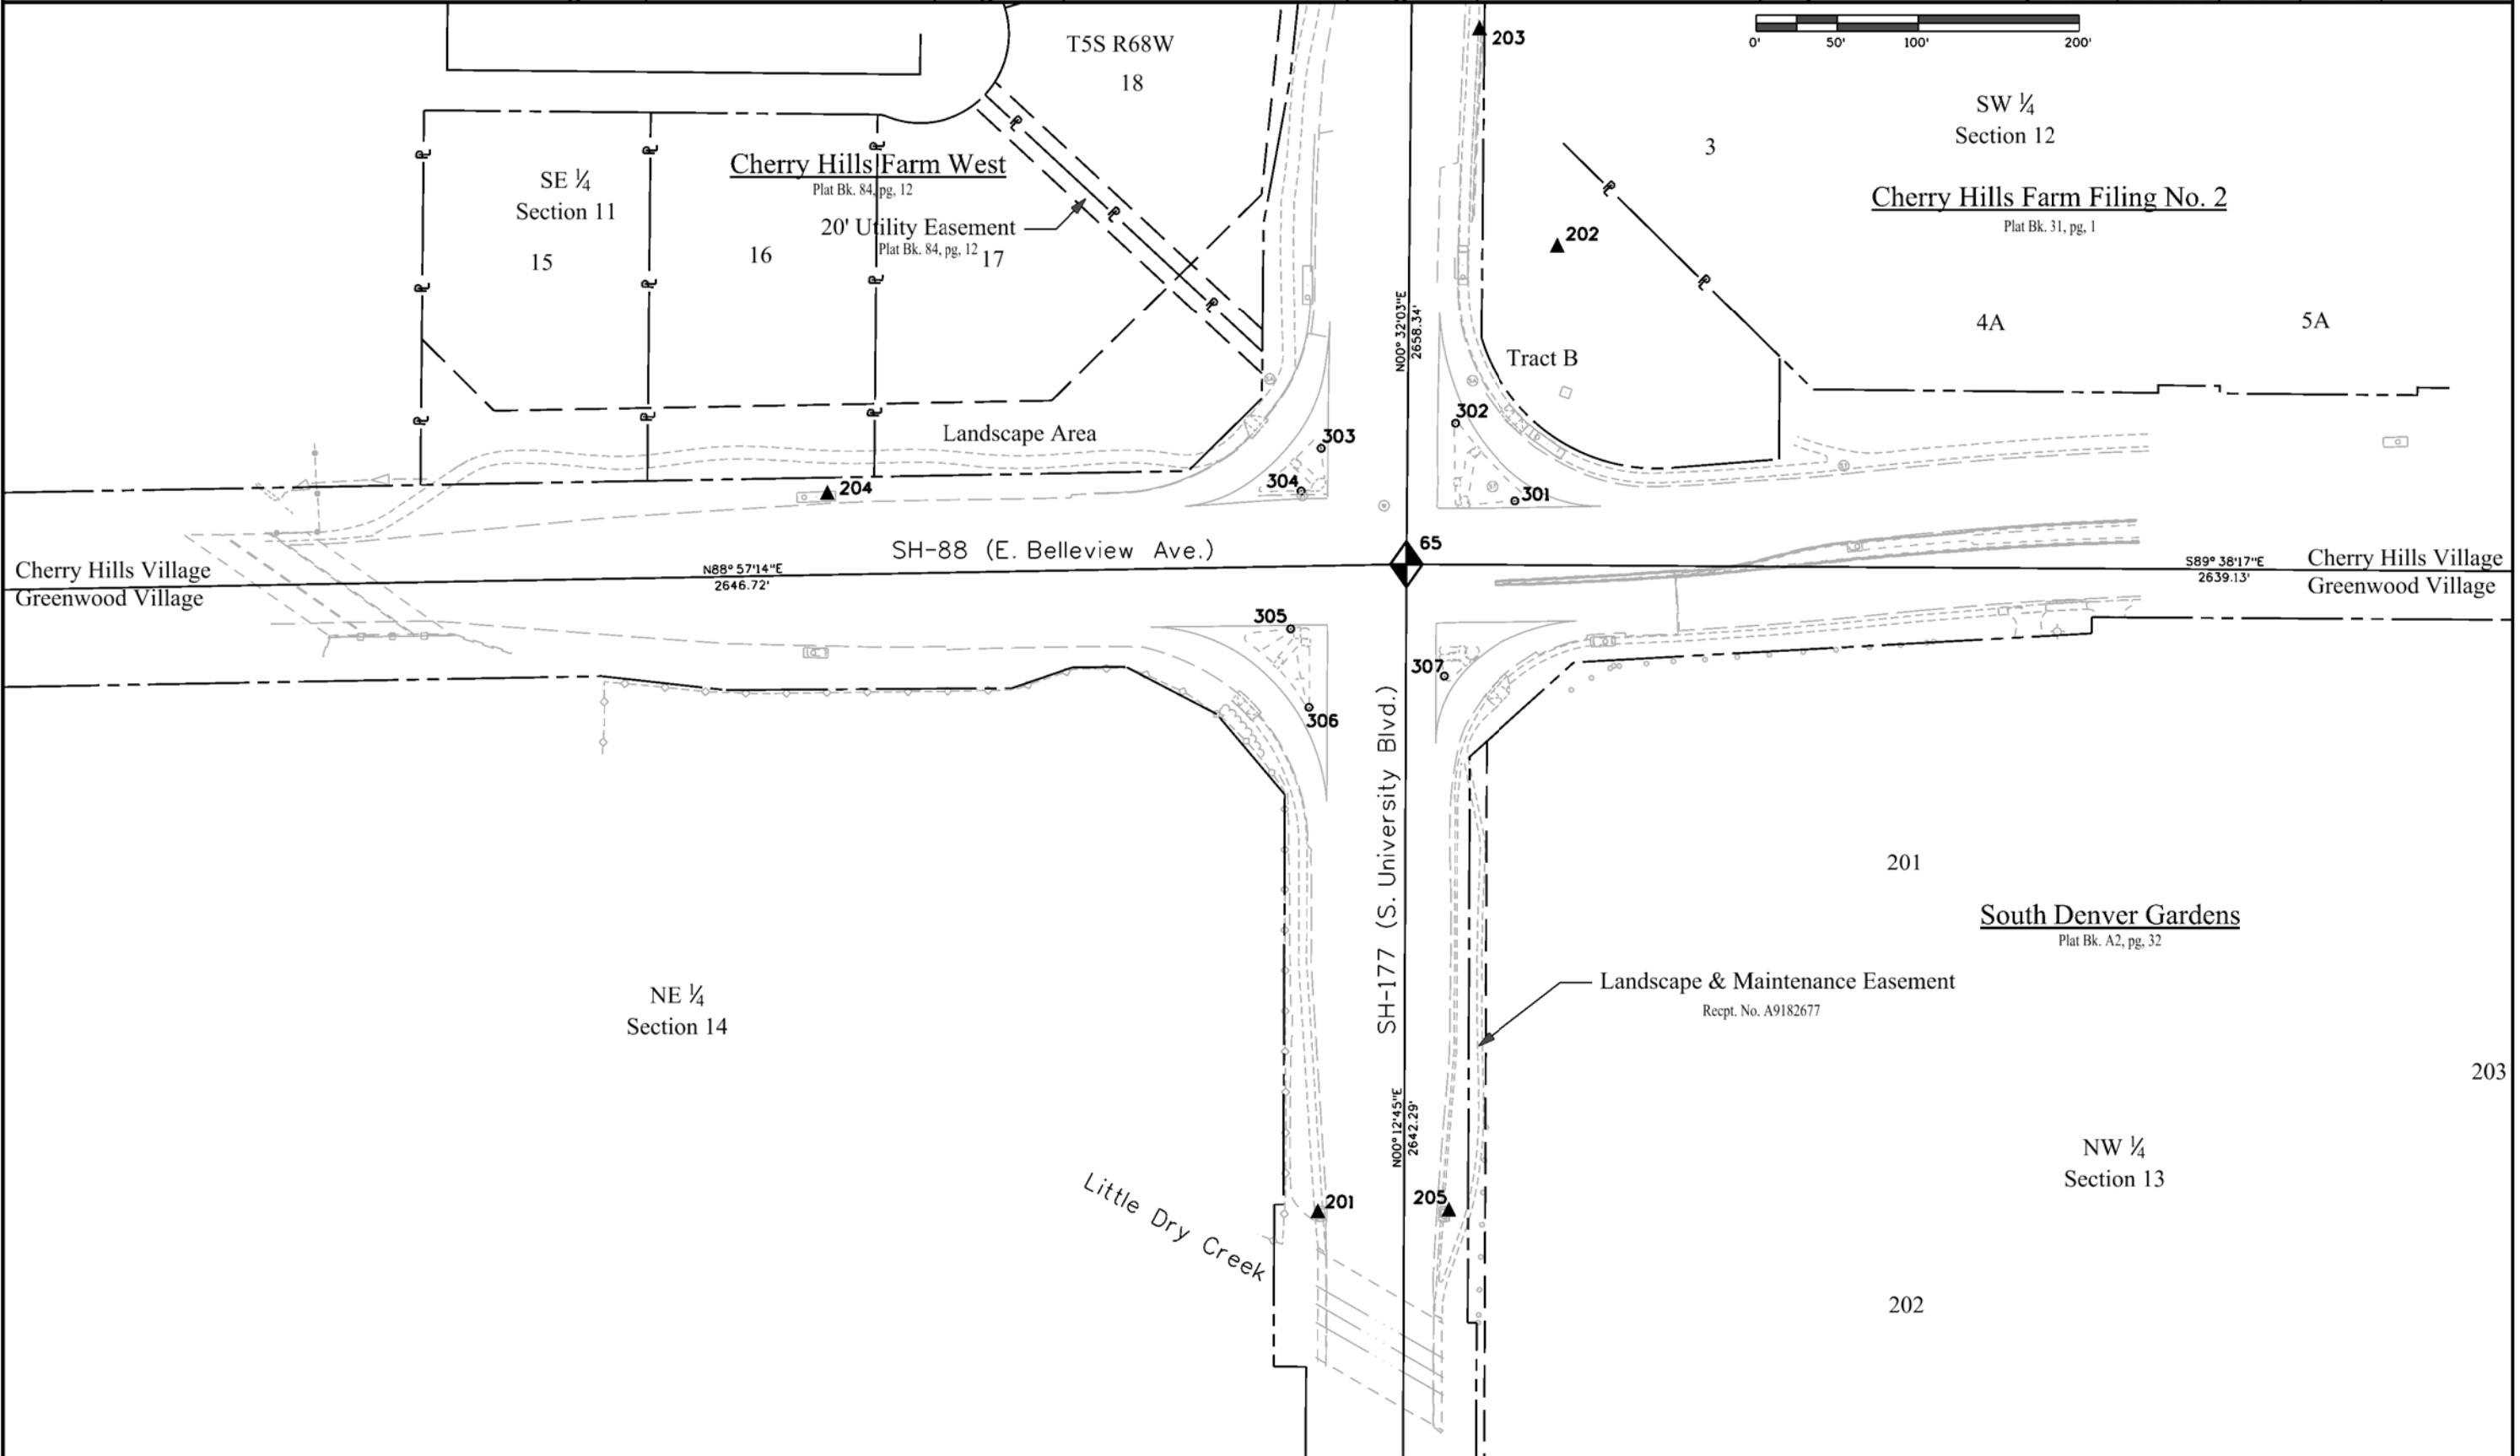 0' 50' 100' 200'
203
T5S R68W
18
SW ¼
Section 12
3
Cherry Hills Farm West
Plat Bk. 84, pg, 12
SE ¼
Section 11
Cherry Hills Farm Filing No. 2
Plat Bk. 31, pg, 1
20' Utility Easement
Plat Bk. 84, pg, 12
15
16
17
202
N00° 32'03"E
2658.34'
4A
5A
Tract B
302
303
Landscape Area
304
301
204
65
SH-88 (E. Belleview Ave.)
N88° 57'14"E
2646.72'
S89° 38'17"E
2639.13'
Cherry Hills Village
Greenwood Village
Cherry Hills Village
Greenwood Village
305
307
306
SH-177 (S. University Blvd.)
201
South Denver Gardens
Plat Bk. A2, pg, 32
Landscape & Maintenance Easement
Recpt. No. A9182677
NE ¼
Section 14
203
N00° 12'45"E
2642.29'
NW ¼
Section 13
Little Dry Creek
201
205
202